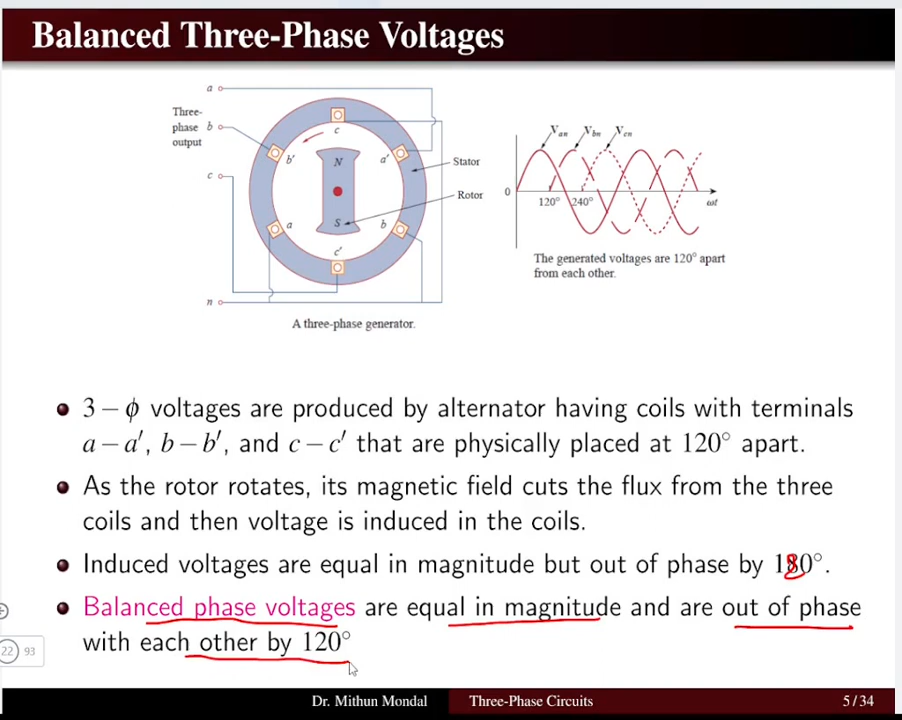 Balanced Three-Phase Voltages
a
Three-
phase b
output
c
n
c
b′
a′
N
S
a
b
c′
Stator
Rotor
A three-phase generator.
Van Vbn Vcn
0
120° 240°
ωt
The generated voltages are 120° apart
from each other.
3 − ϕ voltages are produced by alternator having coils with terminals
a − a′, b − b′, and c − c′ that are physically placed at 120° apart.
As the rotor rotates, its magnetic field cuts the flux from the three
coils and then voltage is induced in the coils.
Induced voltages are equal in magnitude but out of phase by 120°.
Balanced phase voltages are equal in magnitude and are out of phase
with each other by 120°
22 93
Dr. Mithun Mondal Three-Phase Circuits 5 / 34